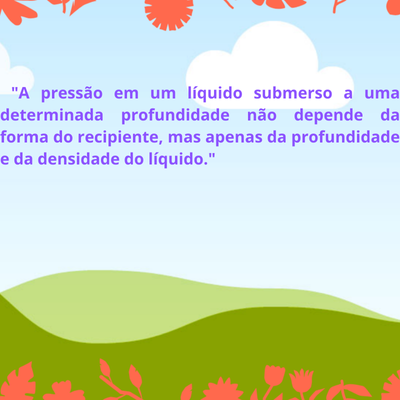 "A pressão em um líquido submerso a uma
determinada profundidade não depende da
forma do recipiente, mas apenas da profundidade
e da densidade do líquido."